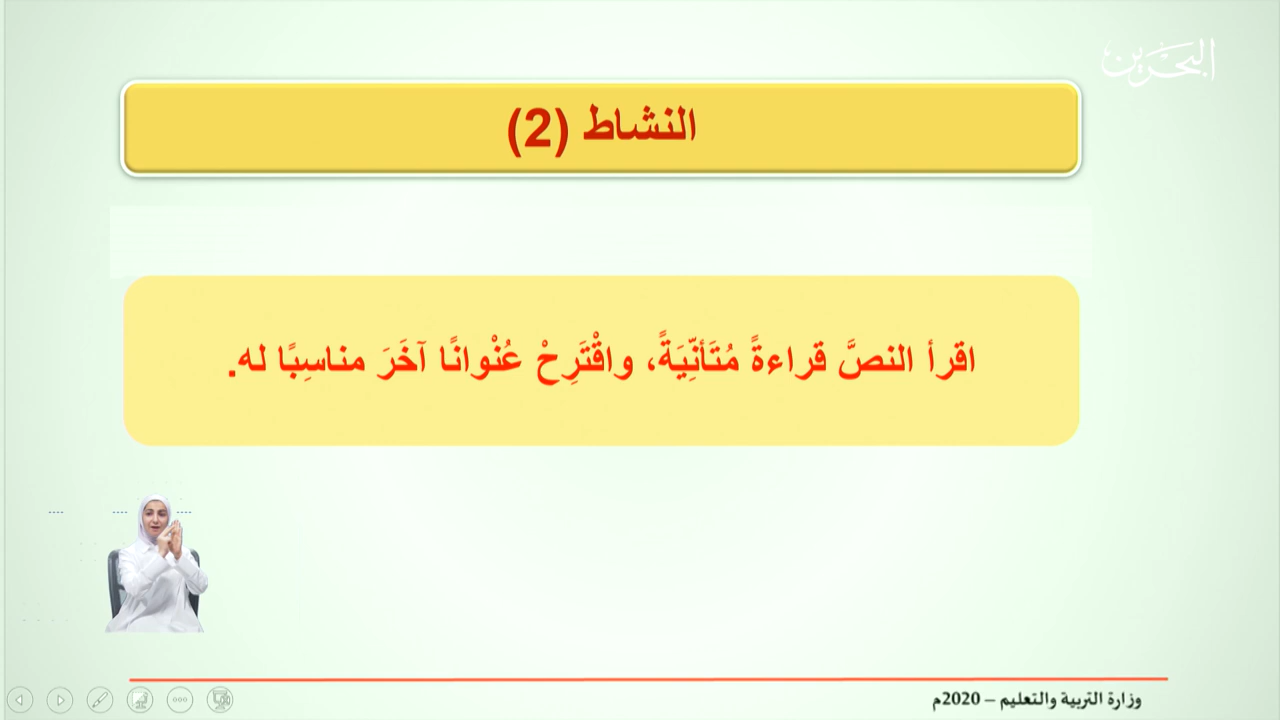 البحرين
النشاط (2)
اقرأ النصَّ قراءةً مُتَأنِّيَةً، واقْتَرِحْ عُنْوانًا آخَرَ مناسِبًا له.
وزارة التربية والتعليم – 2020م